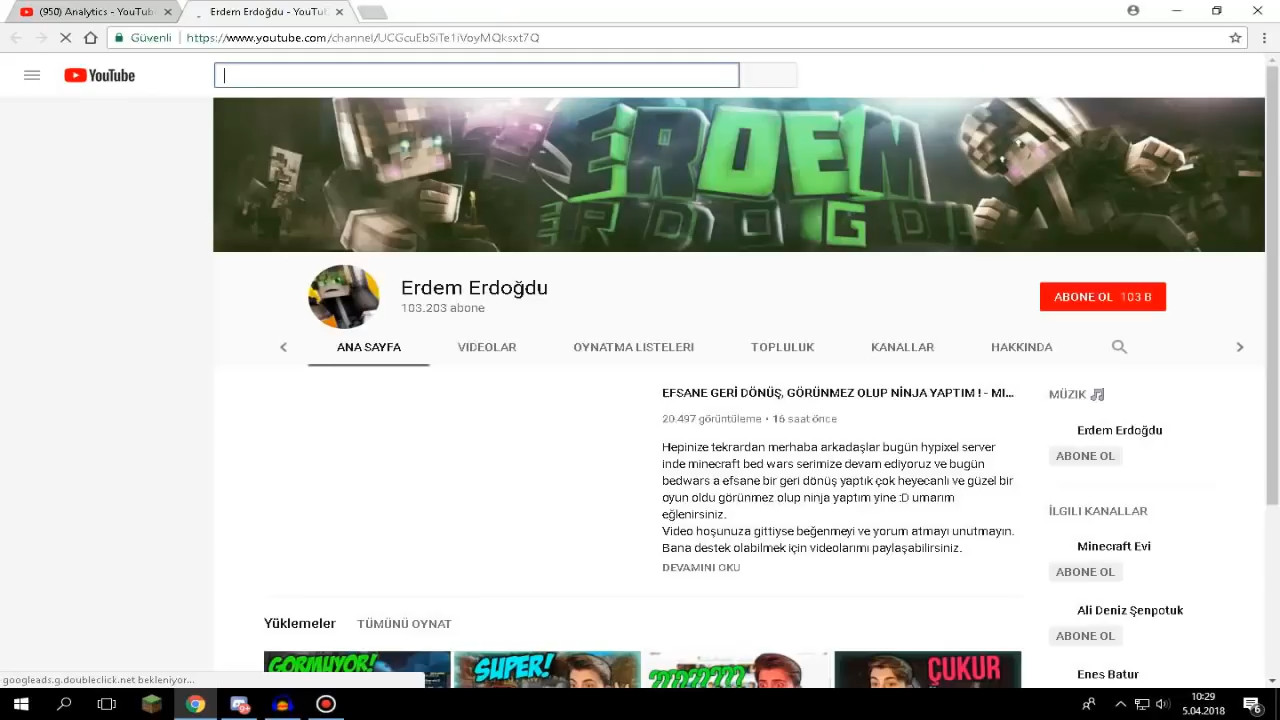 (950) Analytics - YouTub
Erdem Erdoğdu - YouTu
Güvenli
https://www.youtube.com/channel/UCGcuEbSiTe1iVoyMQksxt7Q
YouTube
ERDEM
ERDOGDU
Erdem Erdoğdu
103.203 abone
ABONE OL 103 B
ANA SAYFA
VIDEOLAR
OYNATMA LISTELERI
TOPLULUK
KANALLAR
HAKKINDA
EFSANE GERİ DÖNÜŞ, GÖRÜNMEZ OLUP NİNJA YAPTIM ! - MI...
20.497 görüntüleme • 16 saat önce
Hepinize tekrardan merhaba arkadaşlar bugün hypixel server
inde minecraft bed wars serimize devam ediyoruz ve bugün
bedwars a efsane bir geri dönüş yaptık çok heyecanlı ve güzel bir
oyun oldu görünmez olup ninja yaptım yine :D umarım
eğlenirsiniz.
Video hoşunuza gittiyse beğenmeyi ve yorum atmayı unutmayın.
Bana destek olabilmek için videolarımı paylaşabilirsiniz.
DEVAMINI OKU
MÜZIK
Erdem Erdoğdu
ABONE OL
İLGILI KANALLAR
Minecraft Evi
ABONE OL
Ali Deniz Şenpotuk
ABONE OL
Enes Batur
Yüklemeler
TÜMÜNÜ OYNAT
GÖRMÜYOR!
SUPER!
ÇUKUR
googleads.g.doubleclick.net bekleniyor...
10:29
5.04.2018
6